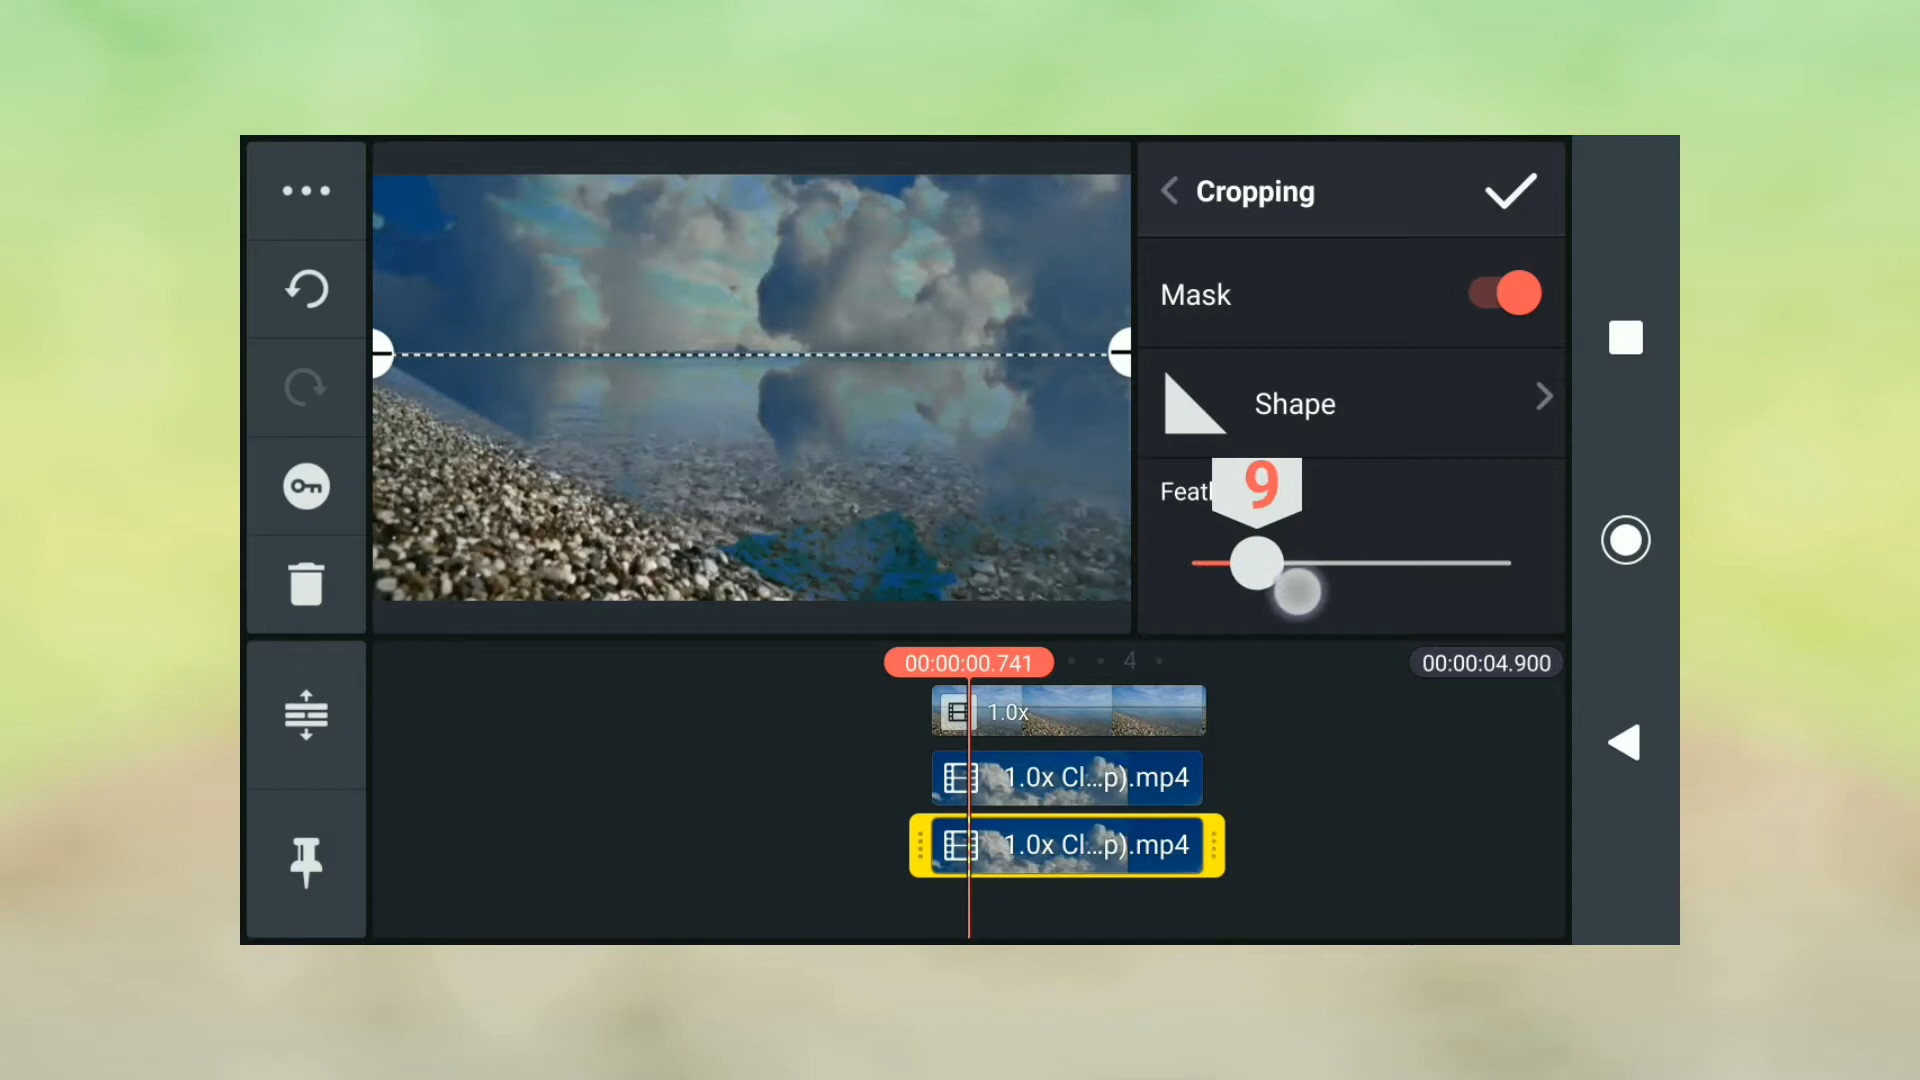 Cropping
Mask
Shape
9
00:00:00.741
4
00:00:04.900
1.0x
1.0x Cl...p).mp4
1.0x Cl...p).mp4